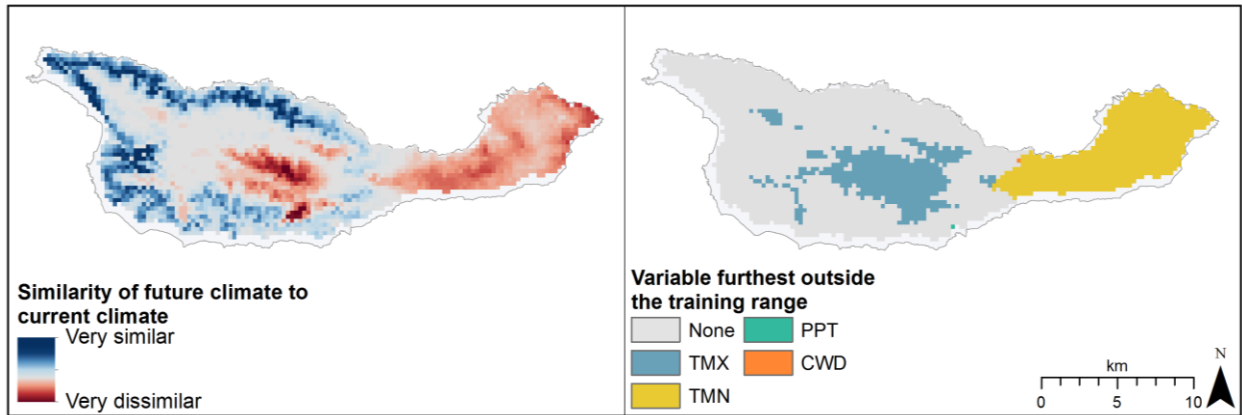 Similarity of future climate to
current climate
Very similar
Very dissimilar
Variable furthest outside
the training range
None
PPT
TMX
CWD
TMN
km
0
5
10
N